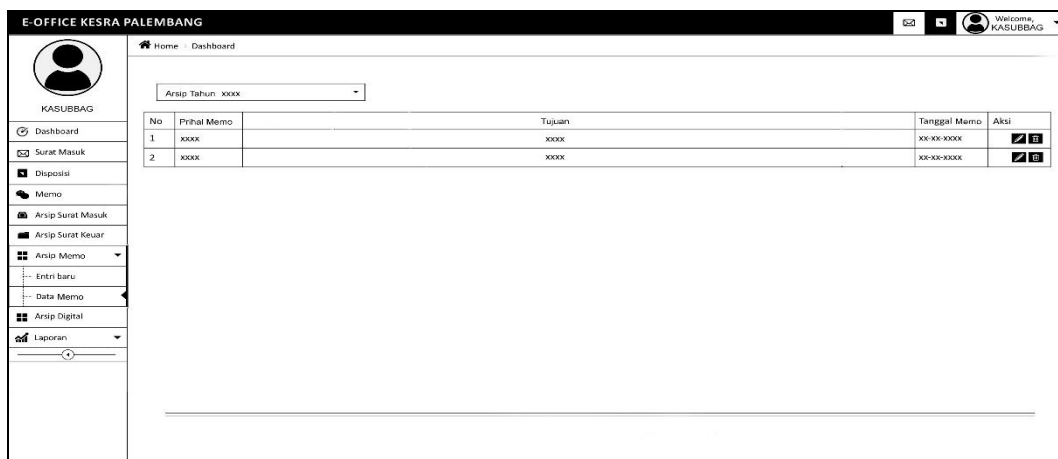 E-OFFICE KESRA PALEMBANG
Welcome,
KASUBBAG
Home Dashboard
KASUBBAG
Dashboard
Surat Masuk
Disposisi
Memo
Arsip Surat Masuk
Arsip Surat Keuar
Arsip Memo
Entri baru
Data Memo
Arsip Digital
Laporan
Arsip Tahun xxxx
No Prihal Memo Tujuan Tanggal Memo Aksi
1 xxxx xxxx xx-xx-xxxx
2 xxxx xxxx xx-xx-xxxx